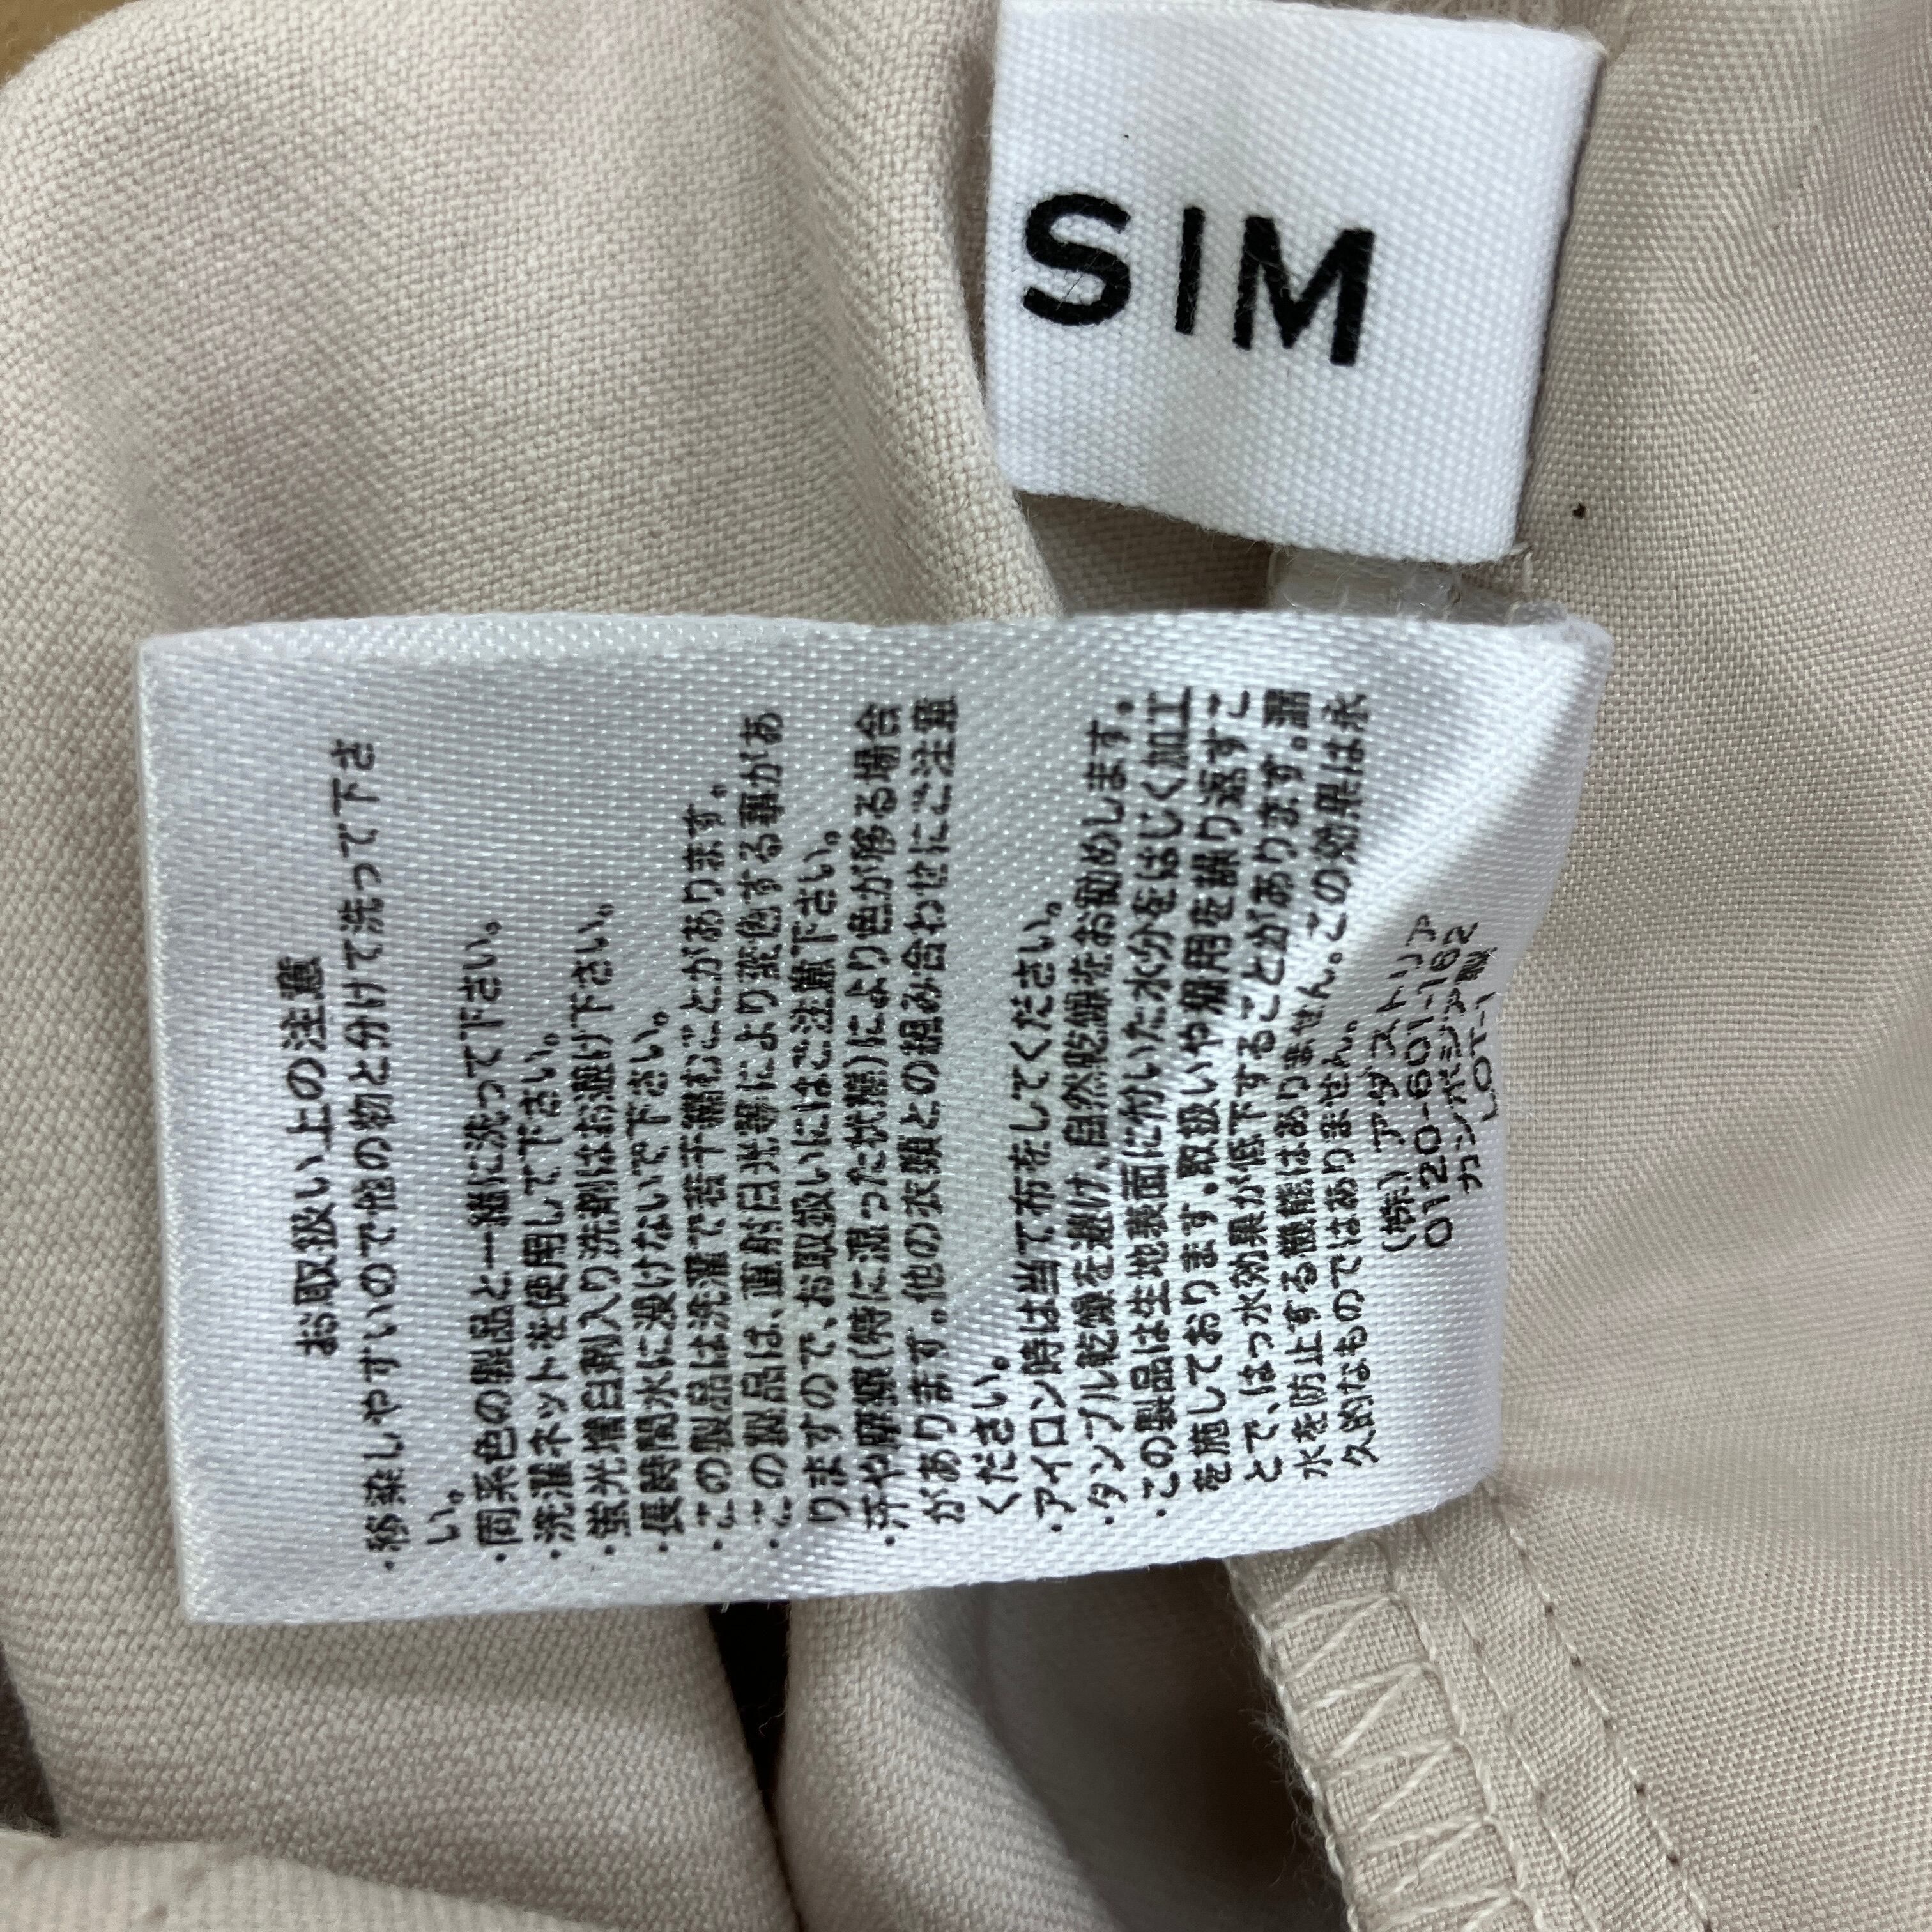 SIM
お取扱い上の注意
・移染しやすいので他の物と分けて洗って下さ
い。
・同系色の製品と一緒に洗って下さい。
・洗濯ネットを使用して下さい。
・蛍光増白剤入り洗剤はお避け下さい。
・長時間水に浸けないで下さい。
・この製品は洗濯で若干縮むことがあります。
・この製品は、直射日光等により変色する事があ
りますので、お取扱いにはご注意下さい。
・汗や摩擦(特に湿った状態)により色が移る場合
があります。他の衣類との組み合わせにご注意
ください。
・アイロン時は当て布をしてください。
・タンブル乾燥を避け、自然乾燥をお勧めします。
・この製品は生地表面に付いた水分をはじく加工
を施しております。取扱いや着用を繰り返すこ
とで、はっ水効果が低下することがあります。漏
水を防止する機能はありません。この効果は永
久的なものではありません。
(株)アダストリア
0120-601-162
カンボジア製
LOT-1